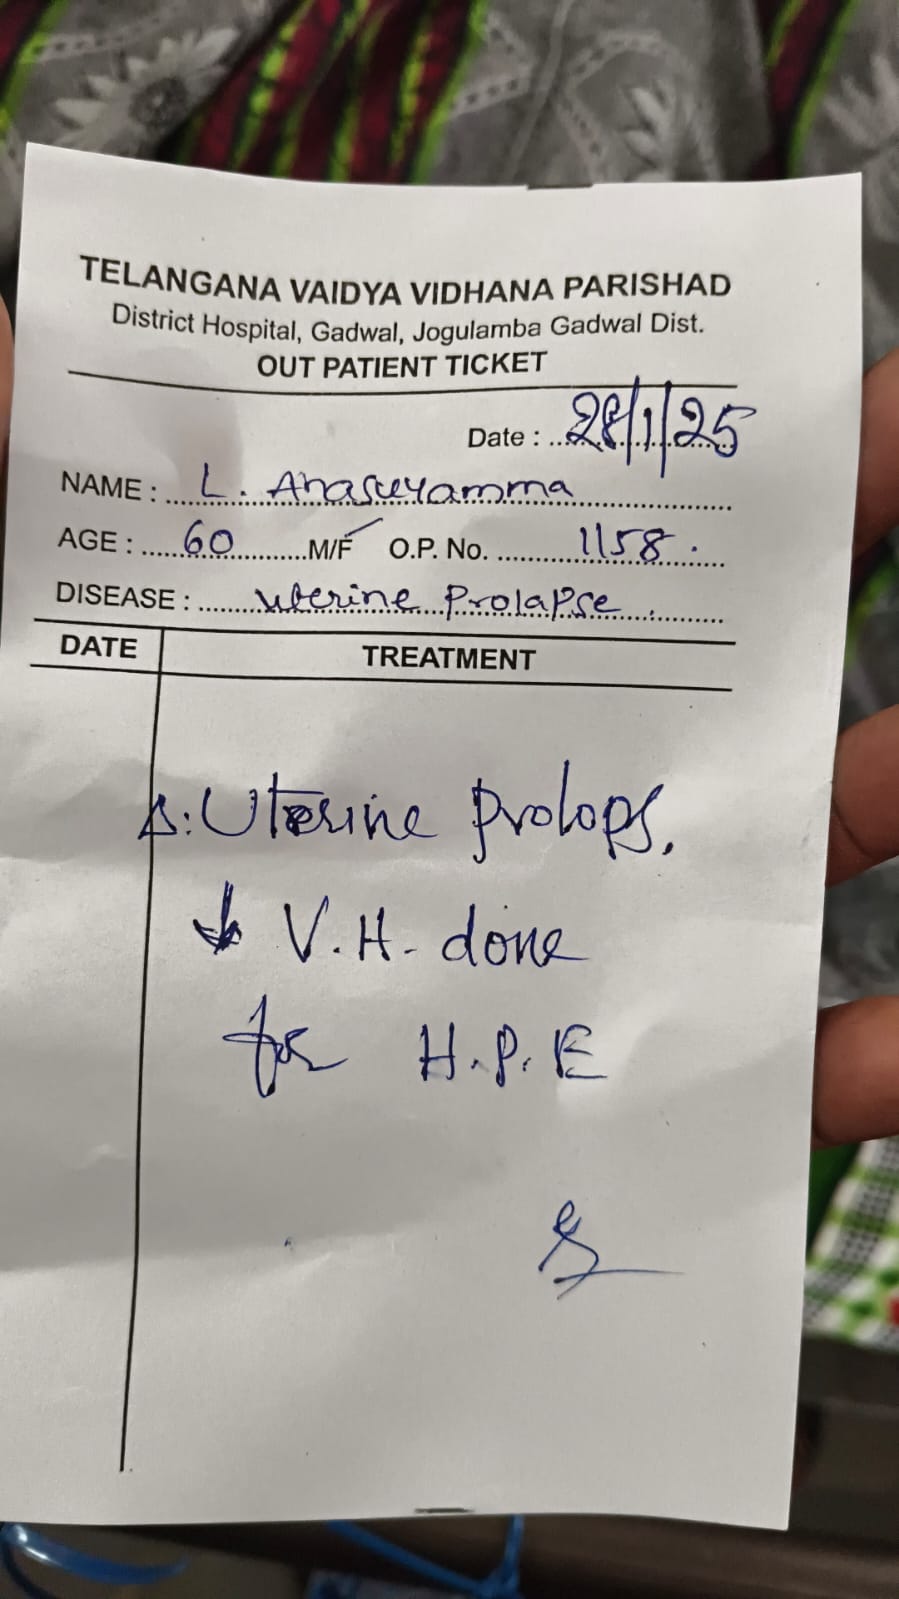 TELANGANA VAIDYA VIDHANA PARISHAD
District Hospital, Gadwal, Jogulamba Gadwal Dist.
OUT PATIENT TICKET
Date : 28/1/25
NAME : L. Anasuyamma
AGE : 60 M/F O.P. No. 1158.
DISEASE : uterine Prolapse.
DATE TREATMENT
Δ: Uterine prolops.
↓ V.H. done
for H.P.E